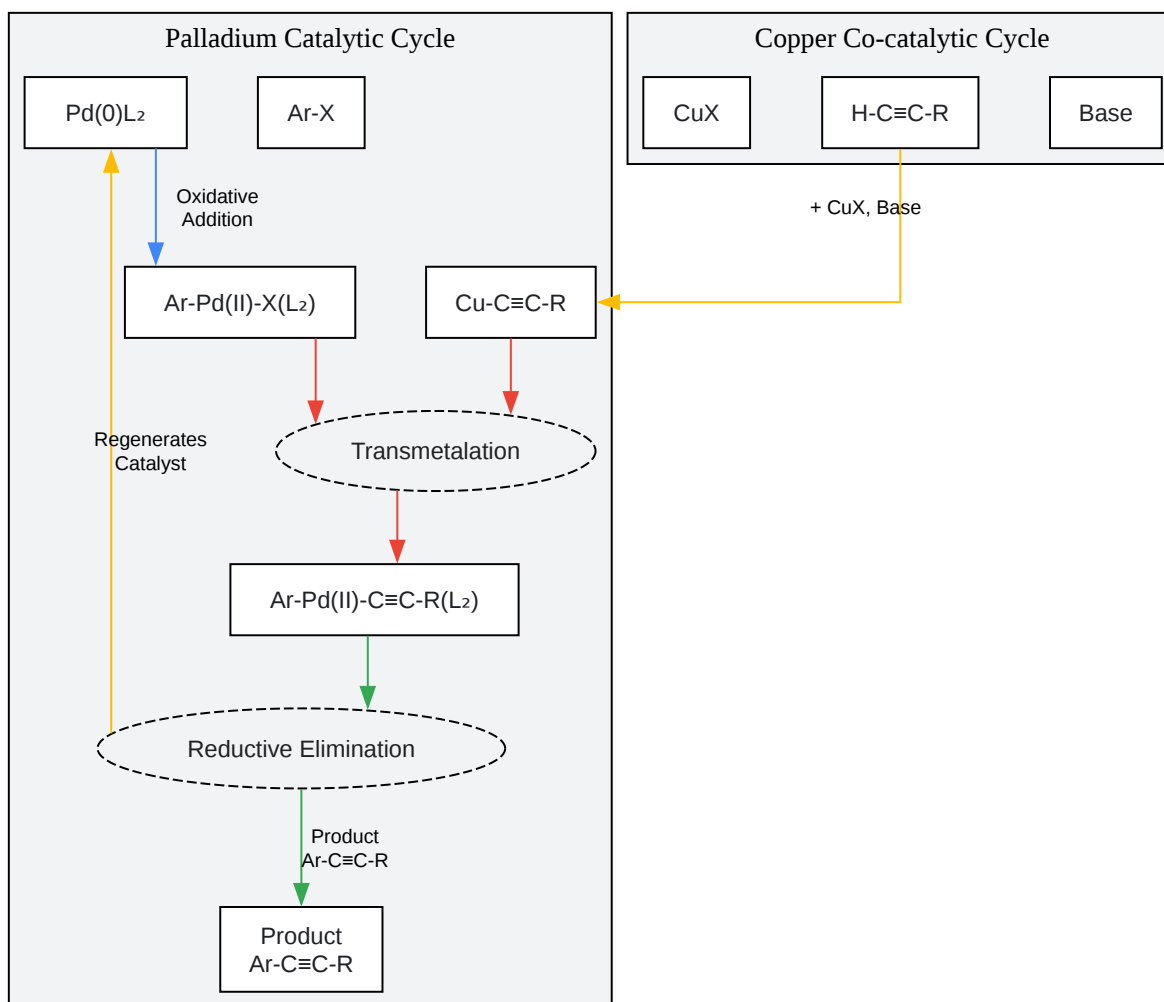 Palladium Catalytic Cycle
Copper Co-catalytic Cycle
Pd(0)L₂
Ar-X
CuX
H-C≡C-R
Base
Oxidative
Addition
+ CuX, Base
Ar-Pd(II)-X(L₂)
Cu-C≡C-R
Regenerates
Catalyst
Transmetalation
Ar-Pd(II)-C≡C-R(L₂)
Reductive Elimination
Product
Ar-C≡C-R
Product
Ar-C≡C-R